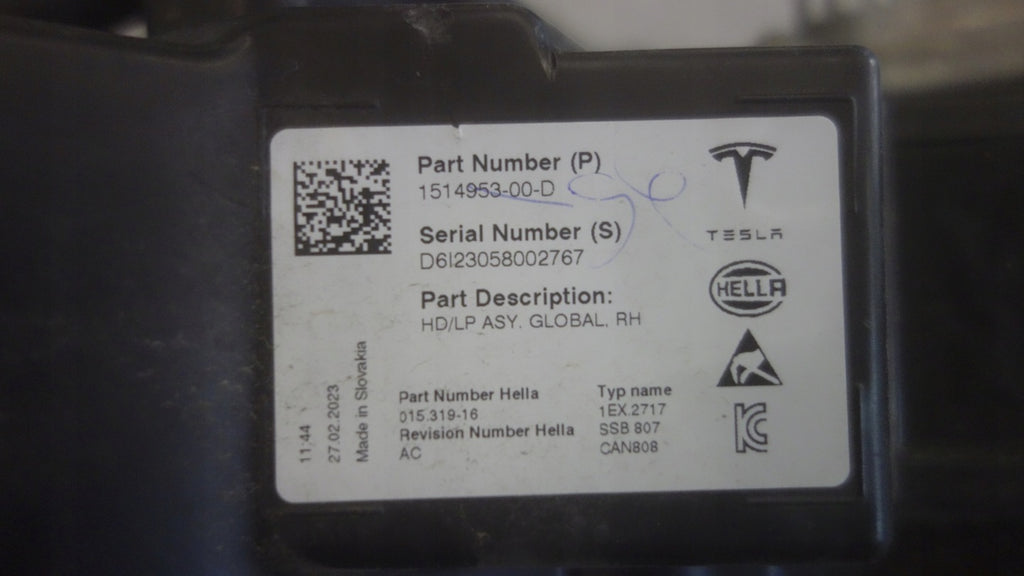 Part Number (P)
1514953-00-D
Serial Number (S)
D6I23058002767
Part Description:
HD/LP ASY, GLOBAL, RH
Part Number Hella
015.319-16
Revision Number Hella
AC
Typ name
1EX.2717
SSB 807
CAN808
11:44
27.02.2023
Made in Slovakia
TESLA
HELLA
KC